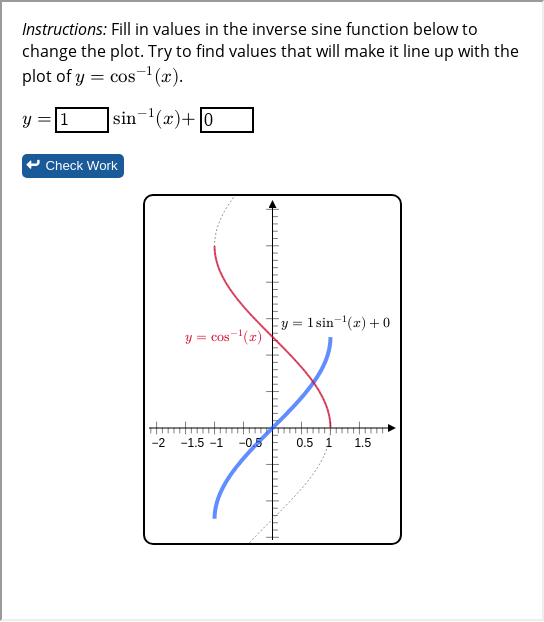 Instructions: Fill in values in the inverse sine function below to
change the plot. Try to find values that will make it line up with the
plot of y = cos⁻¹(x).
y = 1 sin⁻¹(x)+ 0
Check Work
y = 1 sin⁻¹(x) + 0
y = cos⁻¹(x)
−2 −1.5 −1 −0.5 0.5 1 1.5